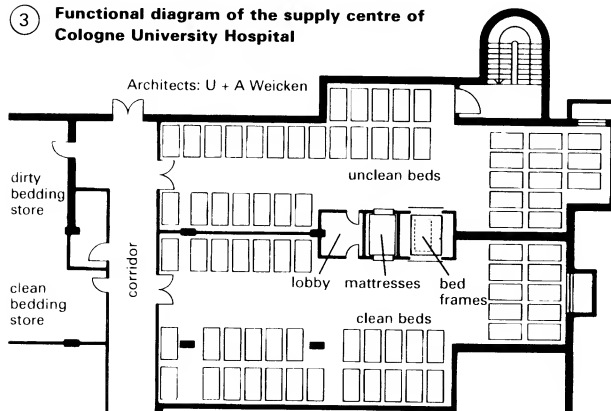 3 Functional diagram of the supply centre of
Cologne University Hospital
Architects: U + A Weicken
dirty
bedding
store
unclean beds
corridor
lobby
mattresses
bed
frames
clean
bedding
store
clean beds